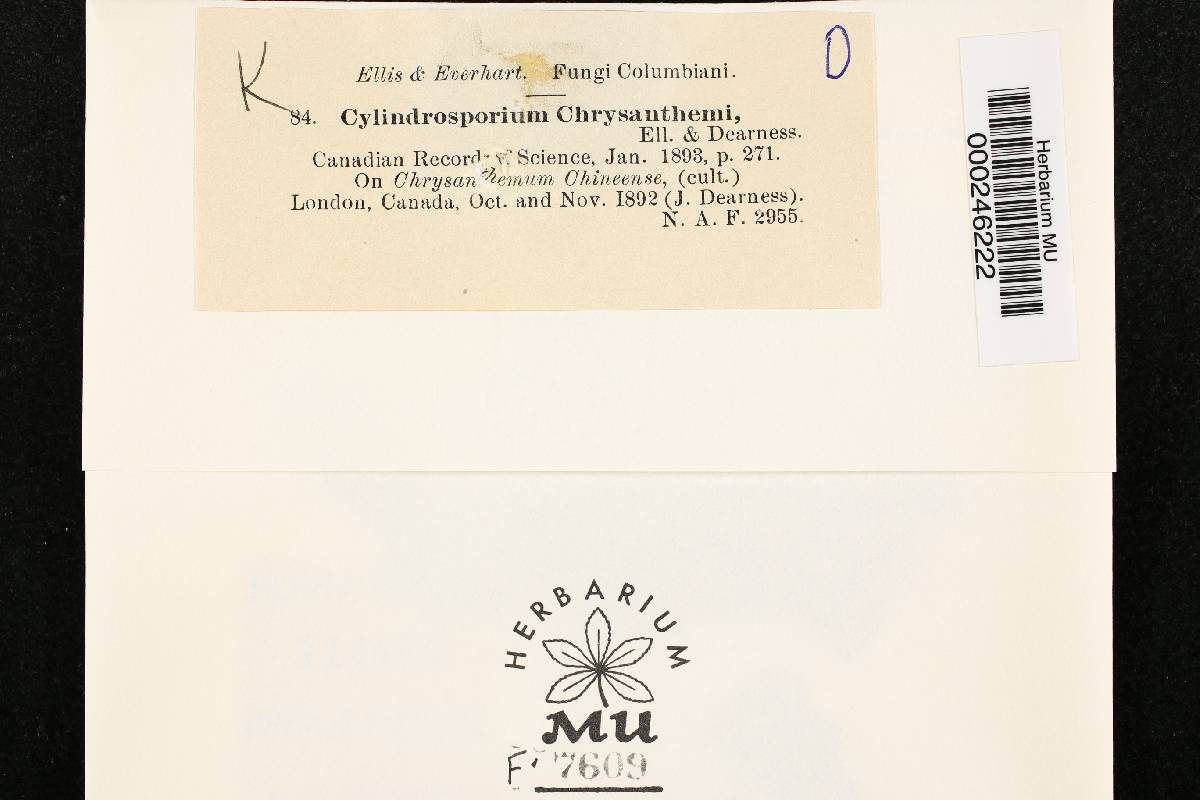 K
D
Ellis & Everhart. Fungi Columbiani.
84. Cylindrosporium Chrysanthemi,
Ell. & Dearness.
Canadian Record Science, Jan. 1893, p. 271.
On Chrysanthemum Chineense, (cult.)
London, Canada, Oct. and Nov. 1892 (J. Dearness).
N. A. F. 2955.
Herbarium MU
000246222
HERBARIUM
MU
F 7609